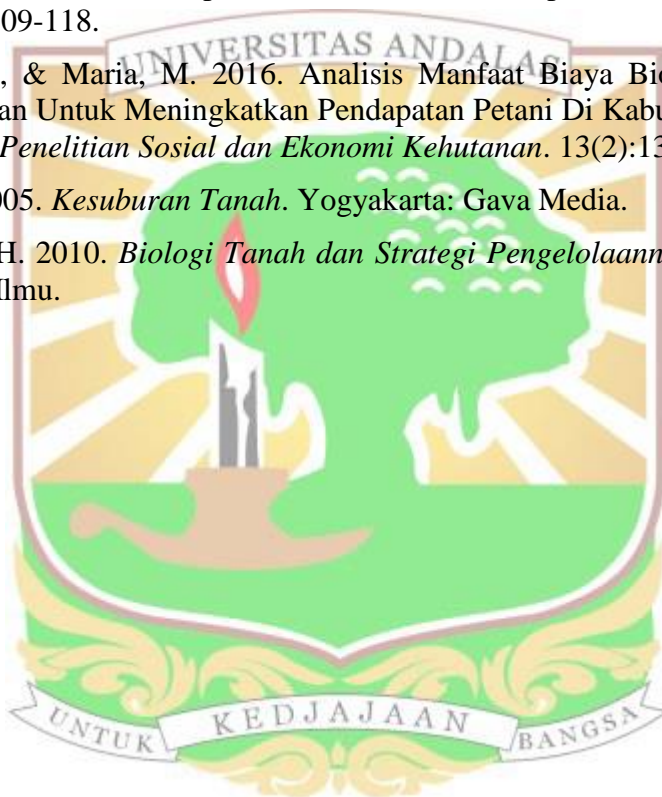 09-118.
UNIVERSITAS ANDALAS
, & Maria, M. 2016. Analisis Manfaat Biaya Bio
an Untuk Meningkatkan Pendapatan Petani Di Kabu
Penelitian Sosial dan Ekonomi Kehutanan. 13(2):13
005. Kesuburan Tanah. Yogyakarta: Gava Media.
H. 2010. Biologi Tanah dan Strategi Pengelolaann
Ilmu.
UNTUK KEDJAJAAN BANGSA